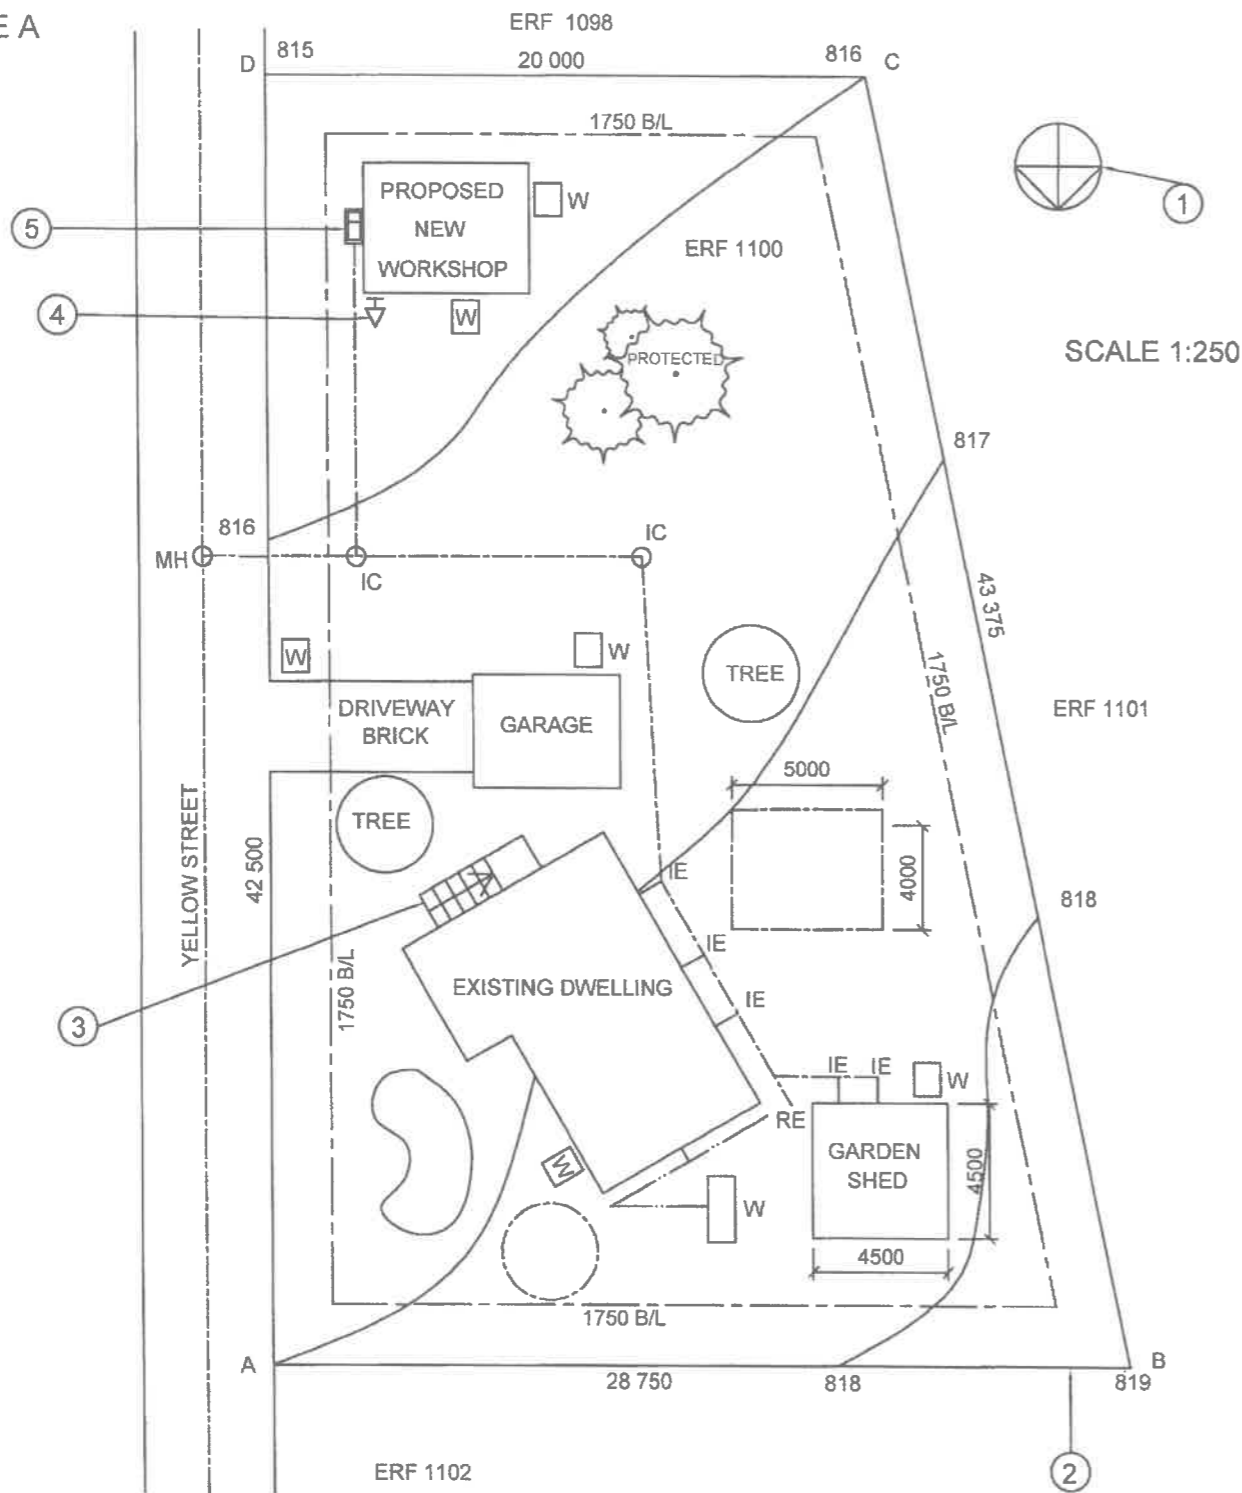 E A
ERF 1098
D
815
20 000
816
C
1750 B/L
1
PROPOSED
NEW
WORKSHOP
W
5
ERF 1100
4
W
PROTECTED
SCALE 1:250
817
816
MH
IC
IC
43 375
W
W
TREE
1750 B/L
ERF 1101
DRIVEWAY
BRICK
GARAGE
5000
TREE
YELLOW STREET
42 500
4000
IE
818
1750 B/L
EXISTING DWELLING
IE
IE
3
IE
IE
W
RE
GARDEN
SHED
4500
W
W
4500
1750 B/L
A
28 750
818
819
B
ERF 1102
2